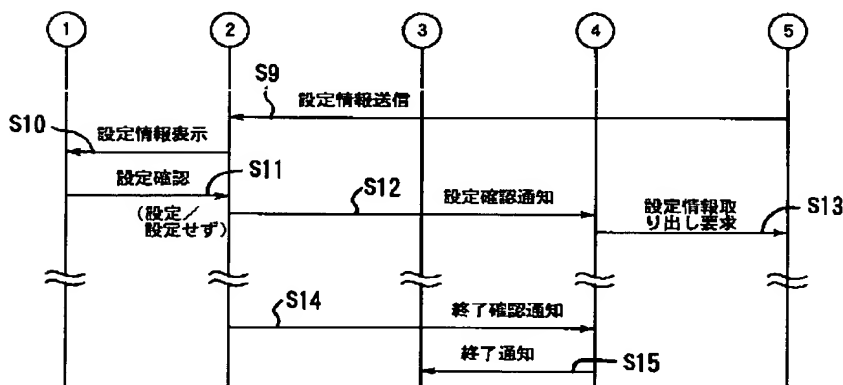 1
2
3
4
5
S9
設定情報送信
S10
設定情報表示
設定確認
S11
(設定／
設定せず)
S12
設定確認通知
設定情報取
り出し要求
S13
S14
終了確認通知
終了通知
S15